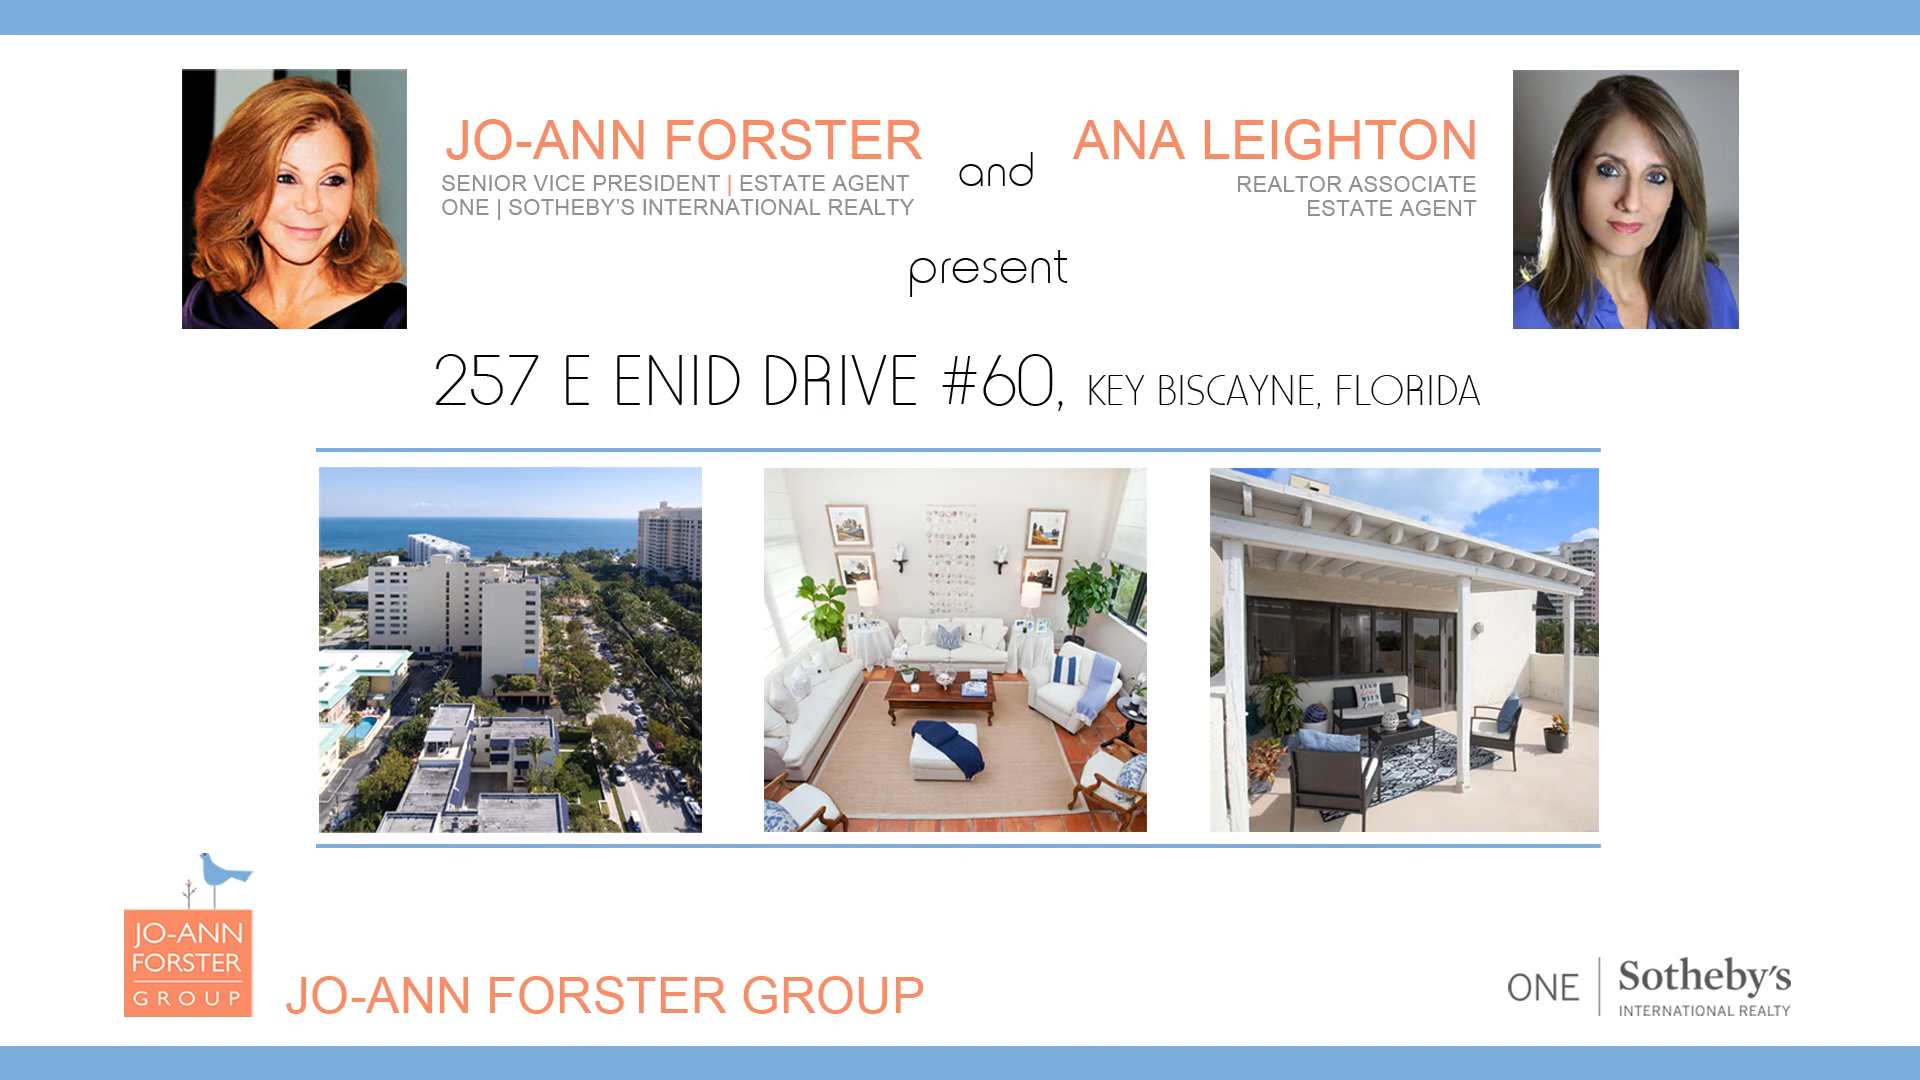 JO-ANN FORSTER
SENIOR VICE PRESIDENT | ESTATE AGENT
ONE | SOTHEBY'S INTERNATIONAL REALTY
and
ANA LEIGHTON
REALTOR ASSOCIATE
ESTATE AGENT
present
257 E ENID DRIVE #60, KEY BISCAYNE, FLORIDA
JO-ANN
FORSTER
GROUP
JO-ANN FORSTER GROUP
ONE | Sotheby's
INTERNATIONAL REALTY